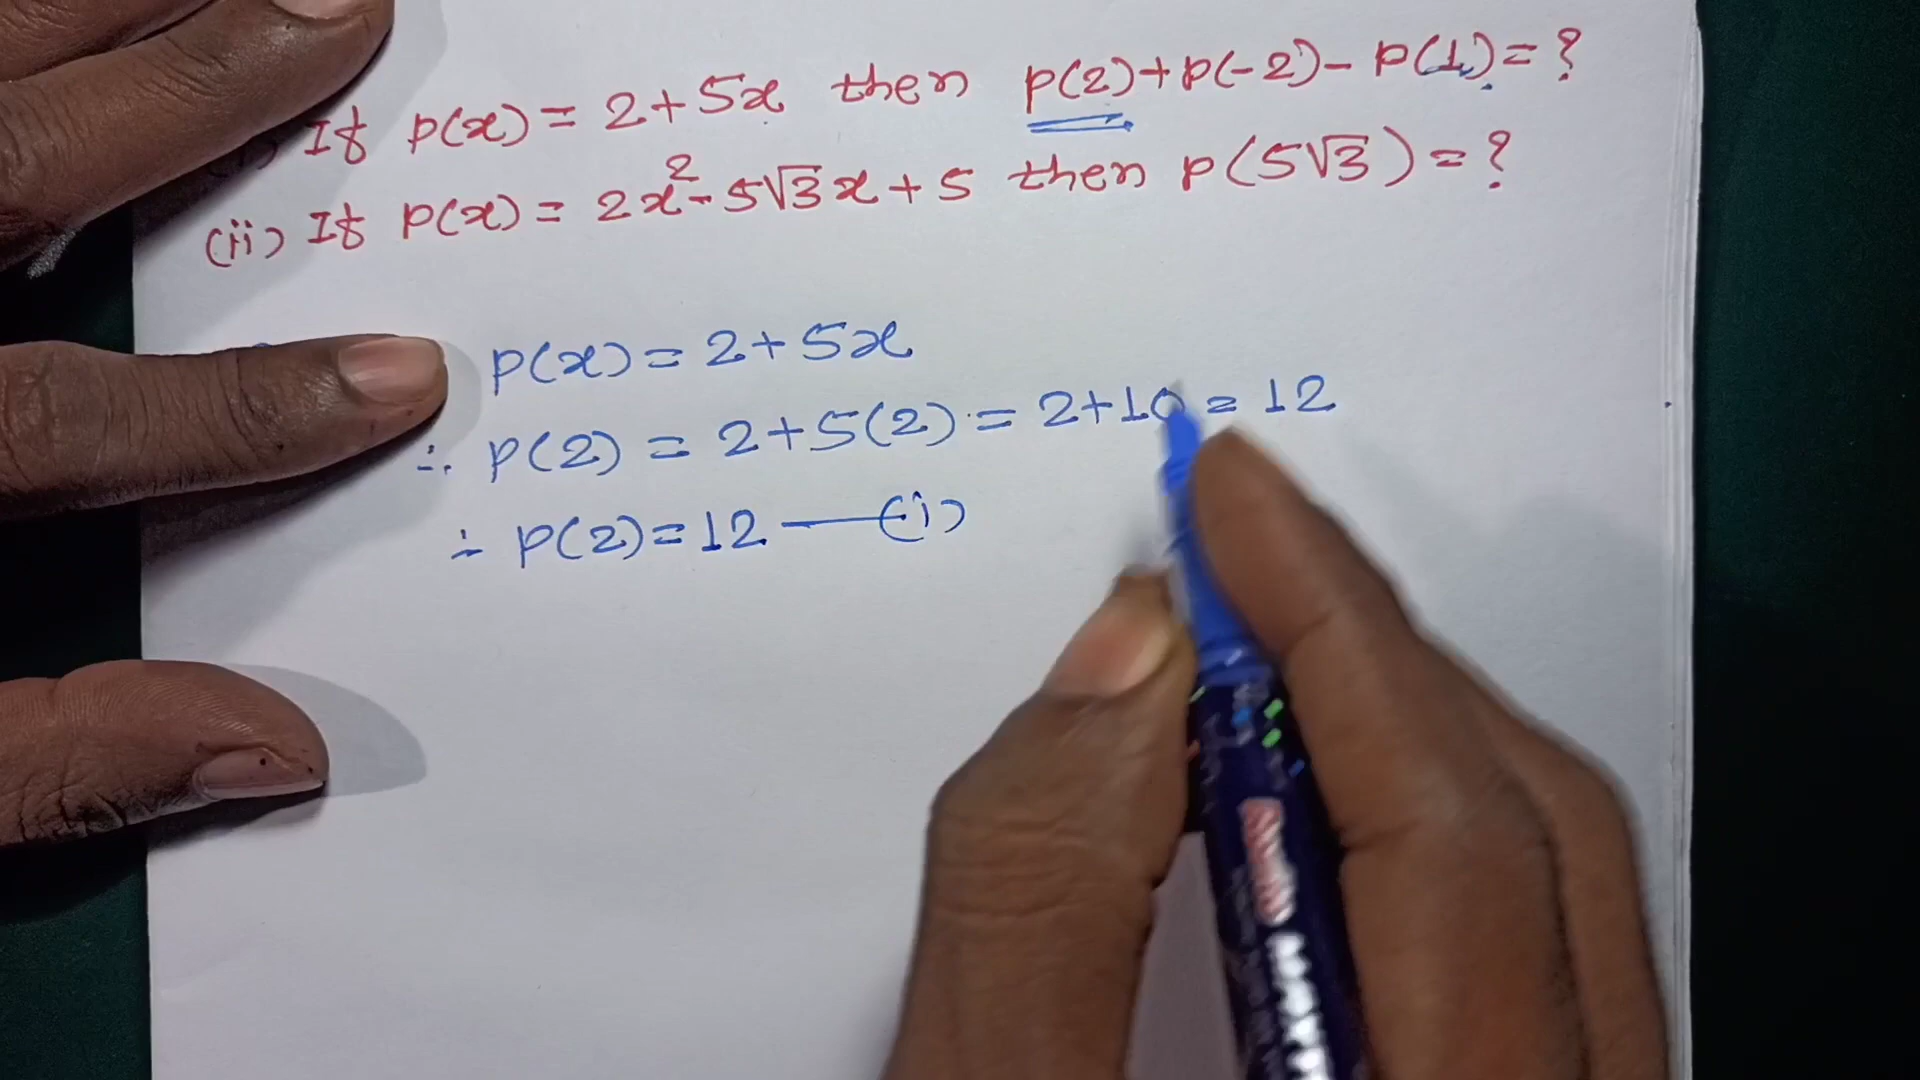 If p(x) = 2 + 5x then p(2) + p(-2) - p(1) = ?
(ii) If p(x) = 2x² - 5√3x + 5 then p(5√3) = ?
p(x) = 2 + 5x
∴ p(2) = 2 + 5(2) = 2 + 10 = 12
∴ p(2) = 12 — (i)